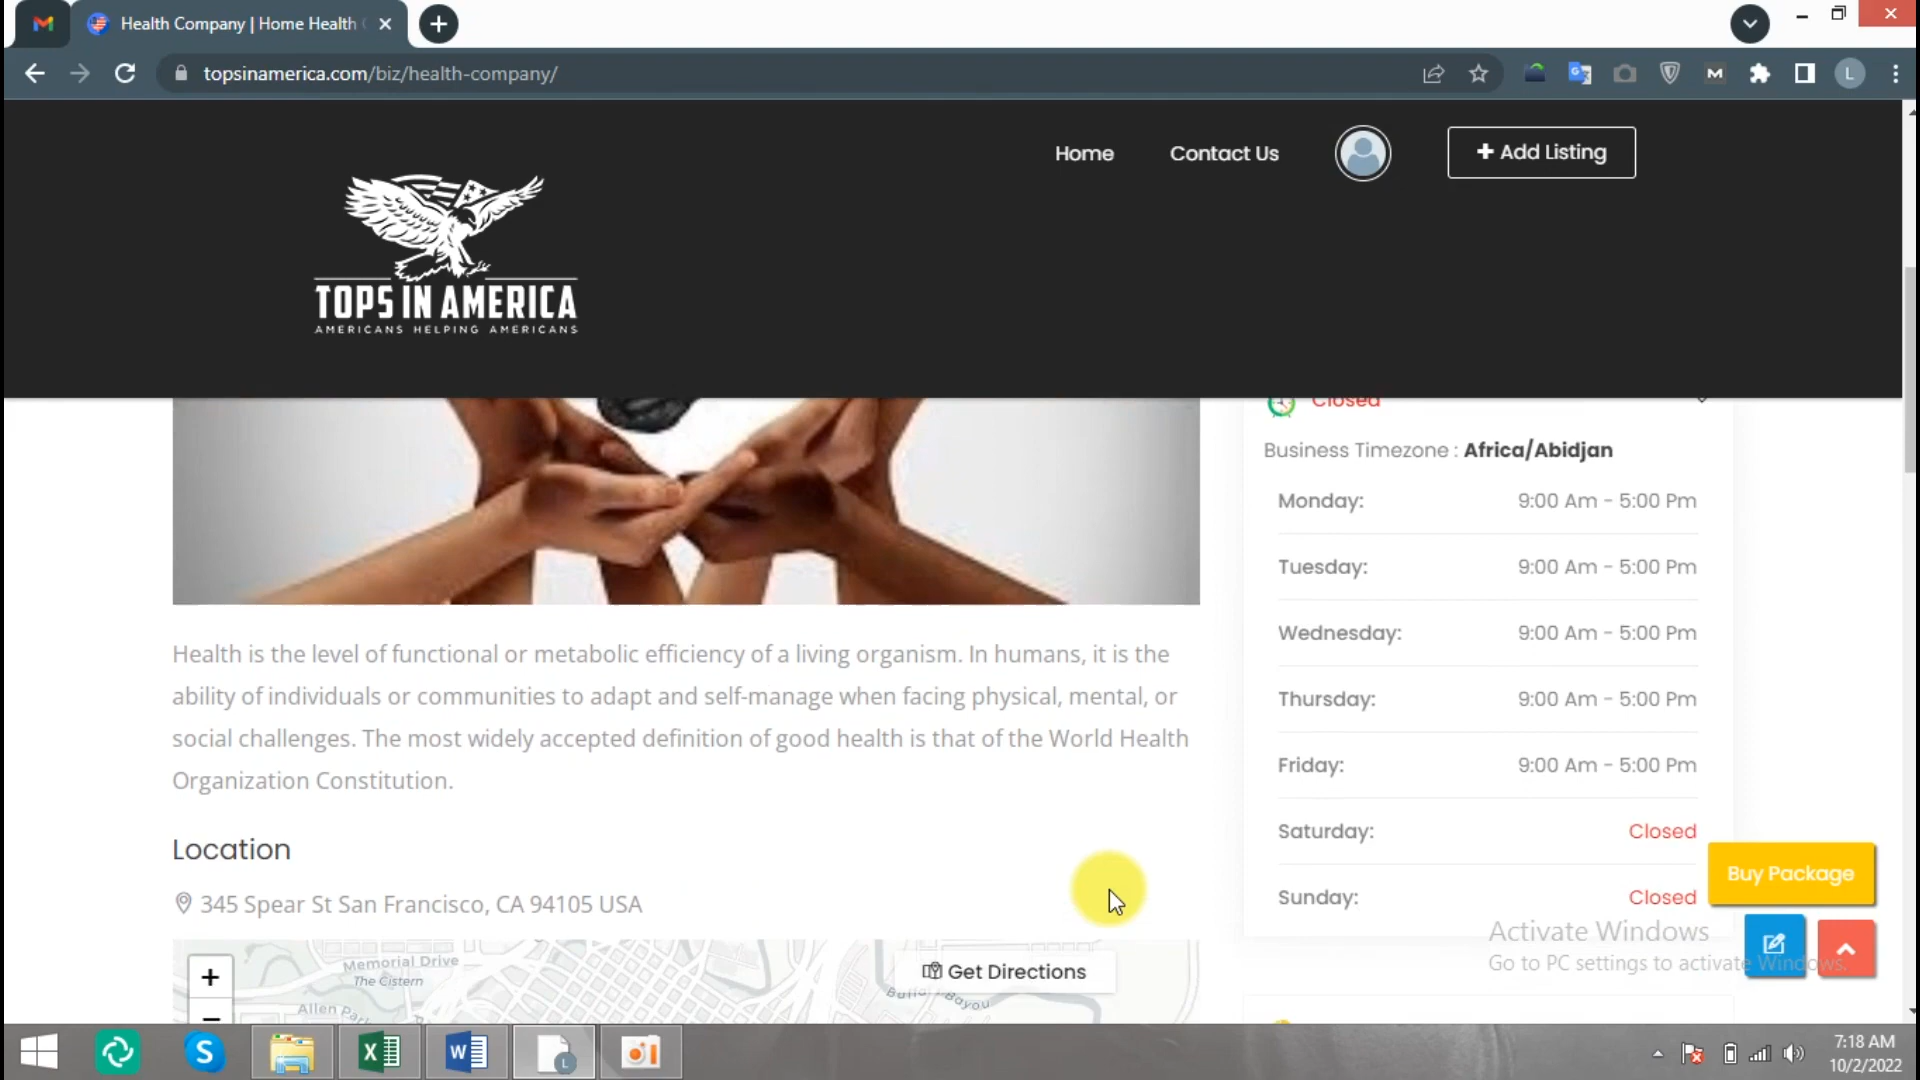 Health Company | Home Health
topsinamerica.com/biz/health-company/
L
Home
Contact Us
+ Add Listing
TOPS IN AMERICA
AMERICANS HELPING AMERICANS
Closed
Business Timezone : Africa/Abidjan
Monday: 9:00 Am - 5:00 Pm
Tuesday: 9:00 Am - 5:00 Pm
Wednesday: 9:00 Am - 5:00 Pm
Thursday: 9:00 Am - 5:00 Pm
Friday: 9:00 Am - 5:00 Pm
Saturday: Closed
Sunday: Closed
Health is the level of functional or metabolic efficiency of a living organism. In humans, it is the
ability of individuals or communities to adapt and self-manage when facing physical, mental, or
social challenges. The most widely accepted definition of good health is that of the World Health
Organization Constitution.
Location
345 Spear St San Francisco, CA 94105 USA
Memorial Drive
The Cistern
Get Directions
Buy Package
Activate Windows
Go to PC settings to activate Windows.
7:18 AM
10/2/2022